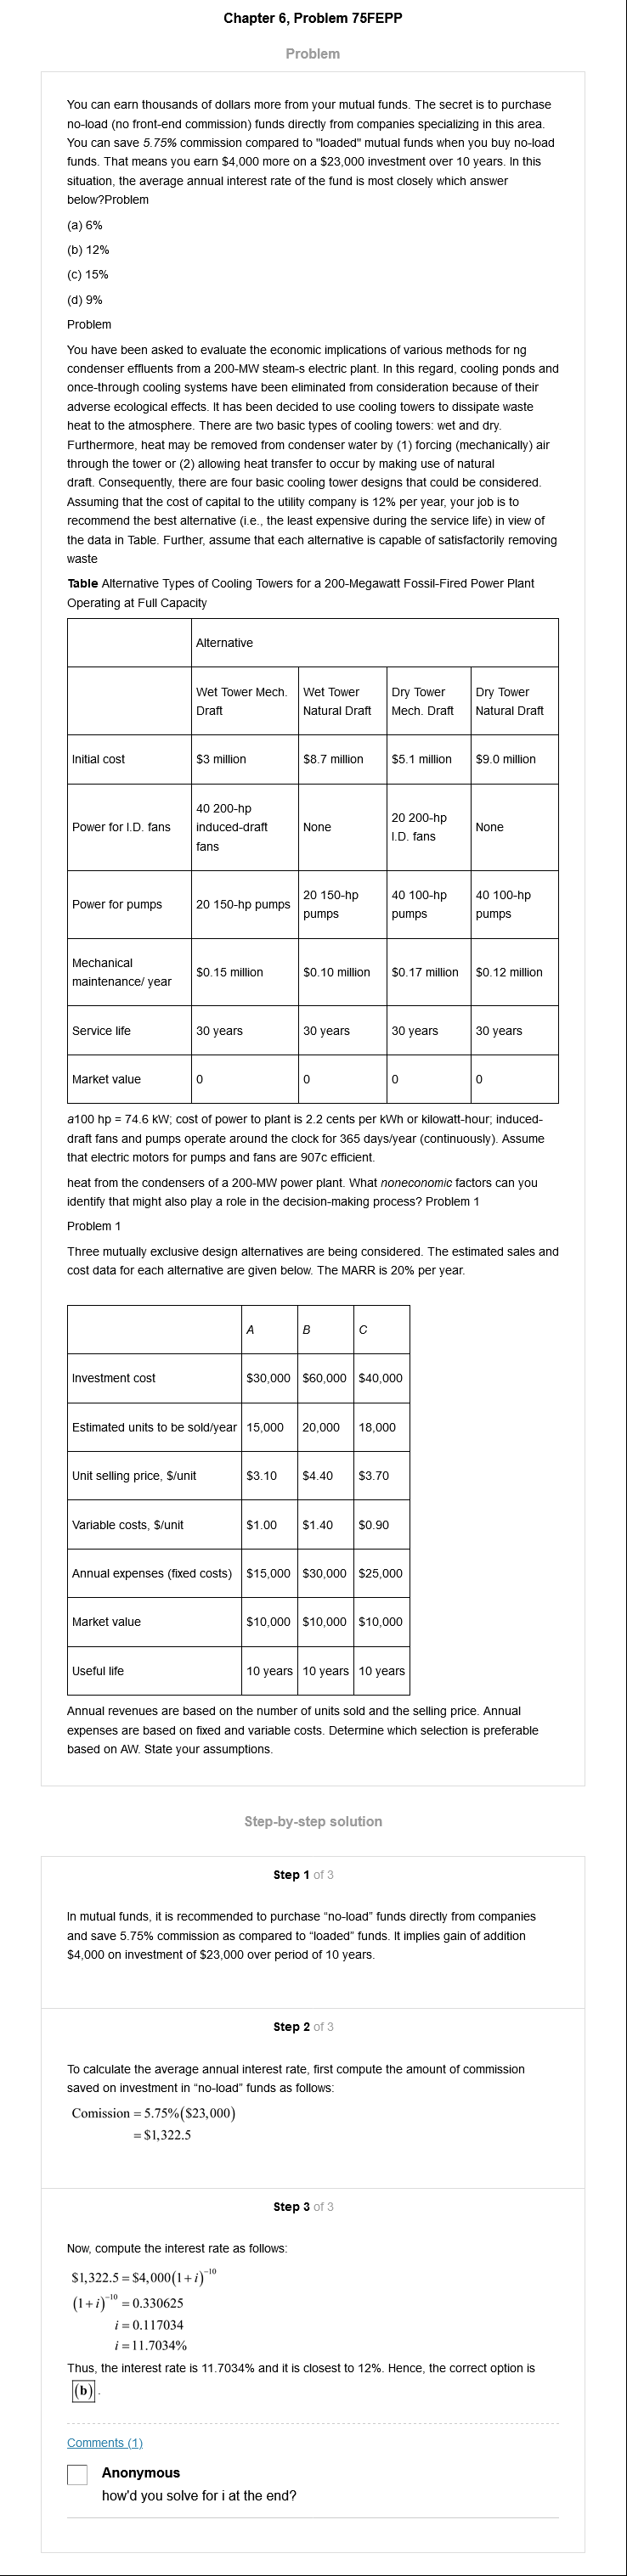 Chapter 6, Problem 75FEPP
Problem
You can earn thousands of dollars more from your mutual funds. The secret is to purchase
no-load (no front-end commission) funds directly from companies specializing in this area.
You can save 5.75% commission compared to "loaded" mutual funds when you buy no-load
funds. That means you earn $4,000 more on a $23,000 investment over 10 years. In this
situation, the average annual interest rate of the fund is most closely which answer
below?Problem
(a) 6%
(b) 12%
(c) 15%
(d) 9%
Problem
You have been asked to evaluate the economic implications of various methods for ng
condenser effluents from a 200-MW steam-s electric plant. In this regard, cooling ponds and
once-through cooling systems have been eliminated from consideration because of their
adverse ecological effects. It has been decided to use cooling towers to dissipate waste
heat to the atmosphere. There are two basic types of cooling towers: wet and dry.
Furthermore, heat may be removed from condenser water by (1) forcing (mechanically) air
through the tower or (2) allowing heat transfer to occur by making use of natural
draft. Consequently, there are four basic cooling tower designs that could be considered.
Assuming that the cost of capital to the utility company is 12% per year, your job is to
recommend the best alternative (i.e., the least expensive during the service life) in view of
the data in Table. Further, assume that each alternative is capable of satisfactorily removing
waste
Table Alternative Types of Cooling Towers for a 200-Megawatt Fossil-Fired Power Plant
Operating at Full Capacity
Alternative
Wet Tower Mech. Draft
Wet Tower Natural Draft
Dry Tower Mech. Draft
Dry Tower Natural Draft
Initial cost $3 million $8.7 million $5.1 million $9.0 million
Power for I.D. fans
40 200-hp induced-draft fans
None
20 200-hp I.D. fans
None
Power for pumps
20 150-hp pumps
20 150-hp pumps
40 100-hp pumps
40 100-hp pumps
Mechanical maintenance/ year
$0.15 million $0.10 million $0.17 million $0.12 million
Service life 30 years 30 years 30 years 30 years
Market value 0 0 0 0
a100 hp = 74.6 kW; cost of power to plant is 2.2 cents per kWh or kilowatt-hour; induced-
draft fans and pumps operate around the clock for 365 days/year (continuously). Assume
that electric motors for pumps and fans are 907c efficient.
heat from the condensers of a 200-MW power plant. What noneconomic factors can you
identify that might also play a role in the decision-making process? Problem 1
Problem 1
Three mutually exclusive design alternatives are being considered. The estimated sales and
cost data for each alternative are given below. The MARR is 20% per year.
A B C
Investment cost $30,000 $60,000 $40,000
Estimated units to be sold/year 15,000 20,000 18,000
Unit selling price, $/unit $3.10 $4.40 $3.70
Variable costs, $/unit $1.00 $1.40 $0.90
Annual expenses (fixed costs) $15,000 $30,000 $25,000
Market value $10,000 $10,000 $10,000
Useful life 10 years 10 years 10 years
Annual revenues are based on the number of units sold and the selling price. Annual
expenses are based on fixed and variable costs. Determine which selection is preferable
based on AW. State your assumptions.
Step-by-step solution
Step 1 of 3
In mutual funds, it is recommended to purchase “no-load” funds directly from companies
and save 5.75% commission as compared to “loaded” funds. It implies gain of addition
$4,000 on investment of $23,000 over period of 10 years.
Step 2 of 3
To calculate the average annual interest rate, first compute the amount of commission
saved on investment in “no-load” funds as follows:
Comission = 5.75%($23,000)
= $1,322.5
Step 3 of 3
Now, compute the interest rate as follows:
$1,322.5 = $4,000(1+i)^-10
(1+i)^-10 = 0.330625
i = 0.117034
i = 11.7034%
Thus, the interest rate is 11.7034% and it is closest to 12%. Hence, the correct option is
(b).
Comments (1)
Anonymous
how'd you solve for i at the end?